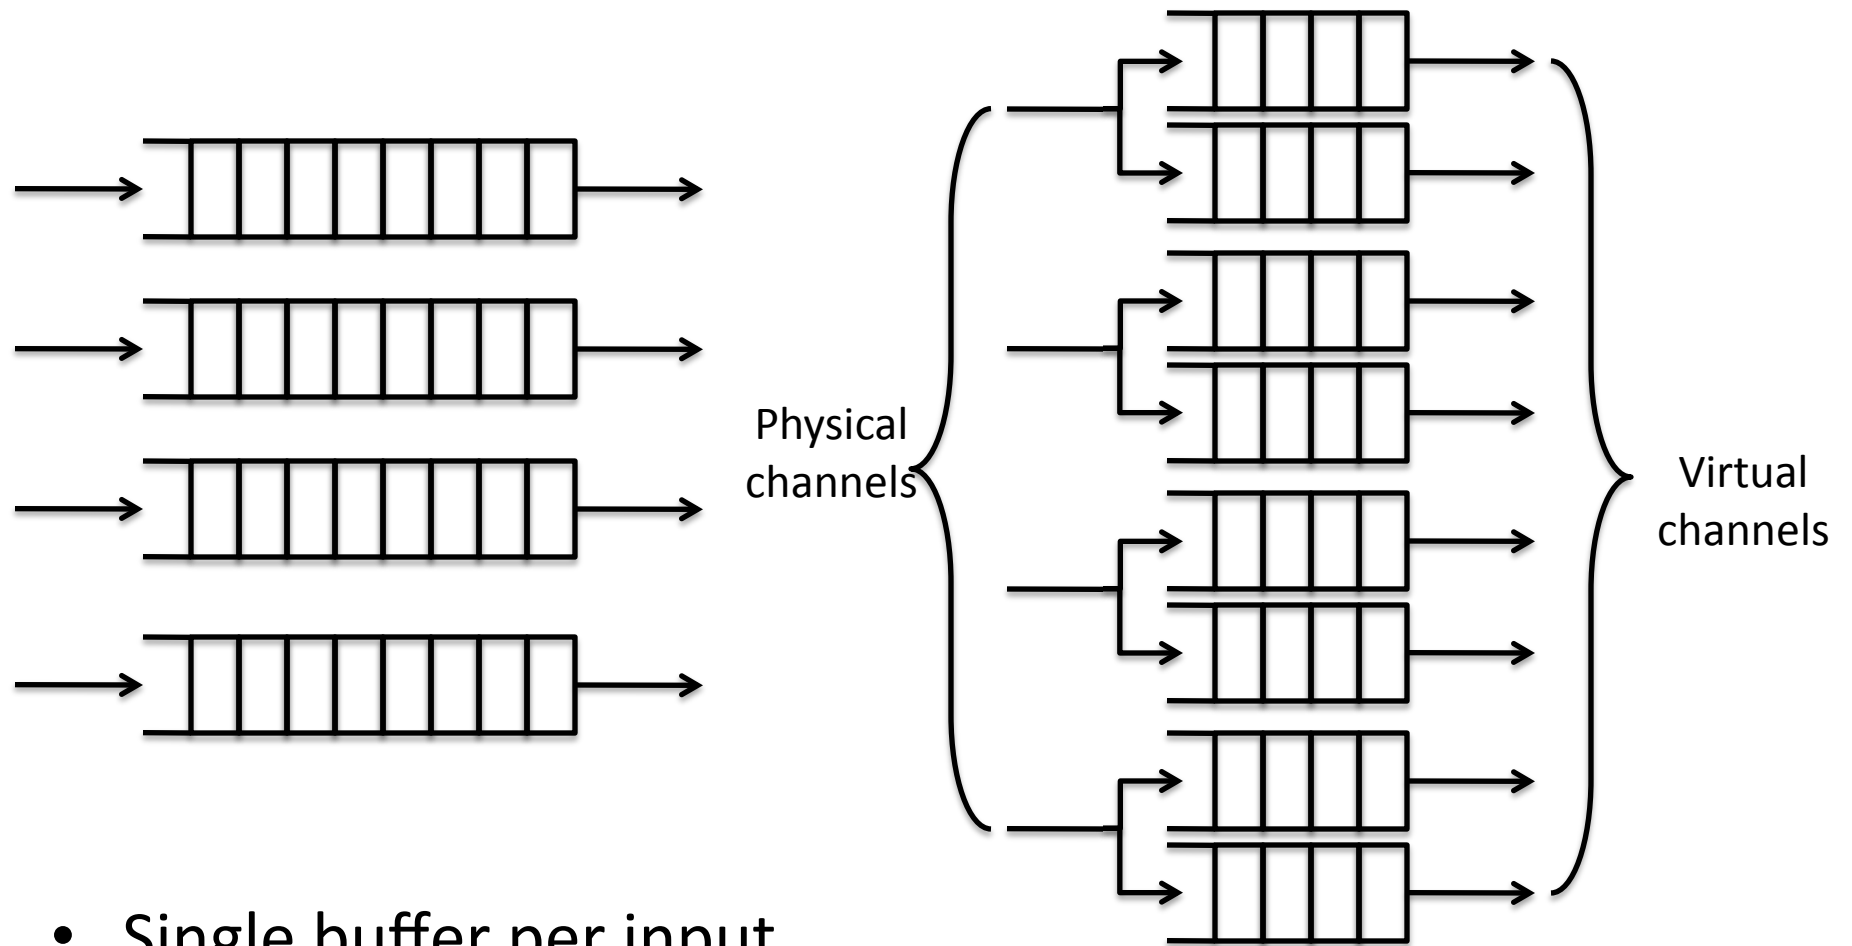 Physical
channels
Virtual
channels
• Single buffer per input